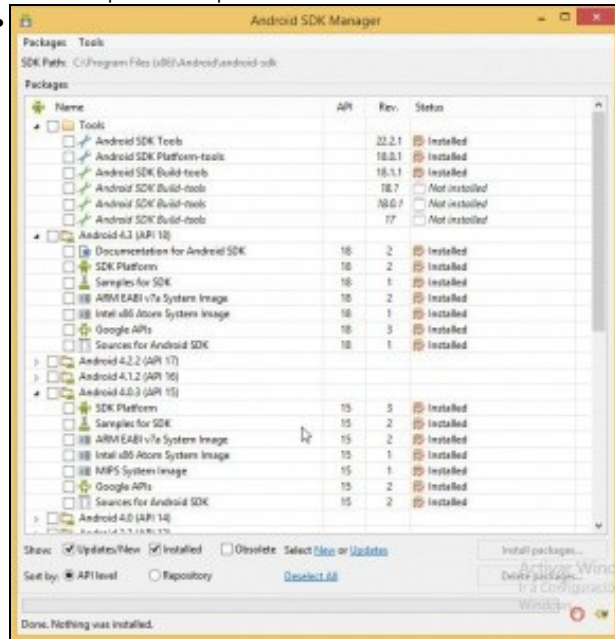 Android SDK Manager
Packages Tools
SDK Path: C:\Program Files (x86)\Android\android-sdk
Packages
Name API Rev. Status
Tools
Android SDK Tools 22.2.1 Installed
Android SDK Platform-tools 18.0.1 Installed
Android SDK Build-tools 18.1.1 Installed
Android SDK Build-tools 18.1 Not installed
Android SDK Build-tools 18.0.1 Not installed
Android SDK Build-tools 17 Not installed
Android 4.3 (API 18)
Documentation for Android SDK 18 2 Installed
SDK Platform 18 2 Installed
Samples for SDK 18 1 Installed
ARM EABI v7a System Image 18 2 Installed
Intel x86 Atom System Image 18 1 Installed
Google APIs 18 3 Installed
Sources for Android SDK 18 1 Installed
Android 4.2.2 (API 17)
Android 4.1.2 (API 16)
Android 4.0.3 (API 15)
SDK Platform 15 3 Installed
Samples for SDK 15 2 Installed
ARM EABI v7a System Image 15 2 Installed
Intel x86 Atom System Image 15 1 Installed
MIPS System Image 15 1 Installed
Google APIs 15 2 Installed
Sources for Android SDK 15 2 Installed
Android 4.0 (API 14)
Show: Updates/New Installed Obsolete Select New or Updates Install packages...
Sort by: API level Repository Deselect All Delete packages...
Activar Wind
Ir a Configuració
Windows.
Done. Nothing was installed.